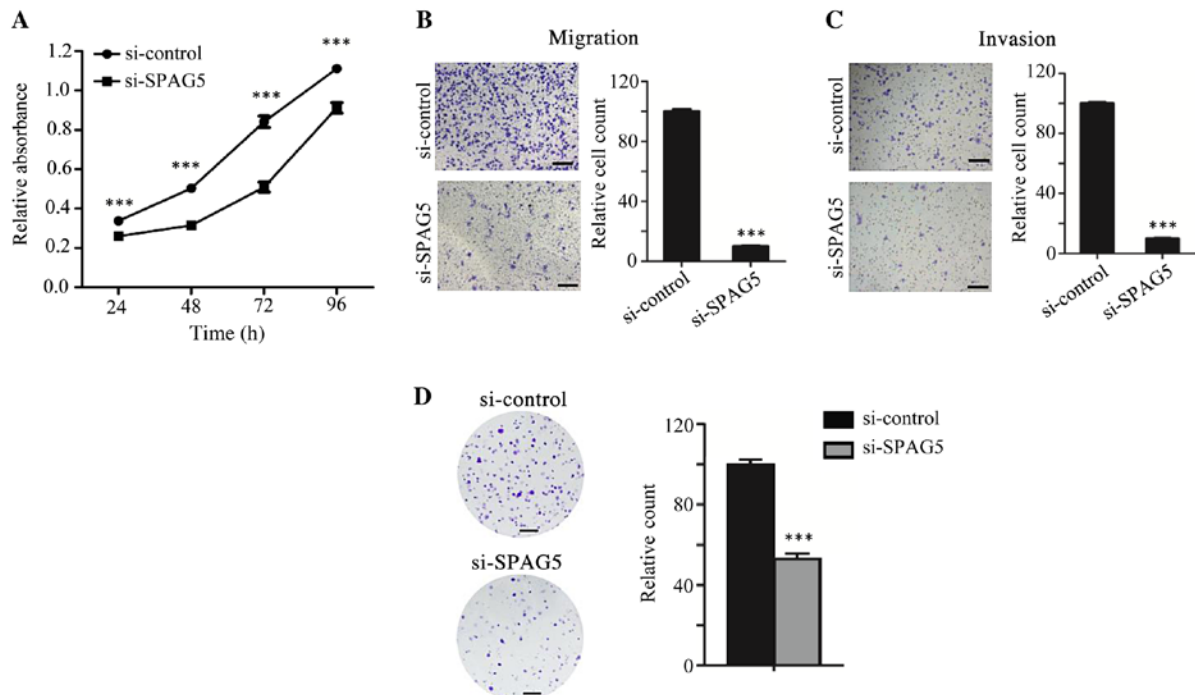 A
si-control
si-SPAG5
***
***
***
***
1.2
1.0
0.8
0.6
0.4
0.2
0.0
Relative absorbance
24 48 72 96
Time (h)
B
Migration
si-control
si-SPAG5
120
80
40
0
Relative cell count
***
si-control
si-SPAG5
C
Invasion
si-control
si-SPAG5
120
80
40
0
Relative cell count
***
si-control
si-SPAG5
D
si-control
si-SPAG5
120
80
40
0
Relative count
***
si-control
si-SPAG5